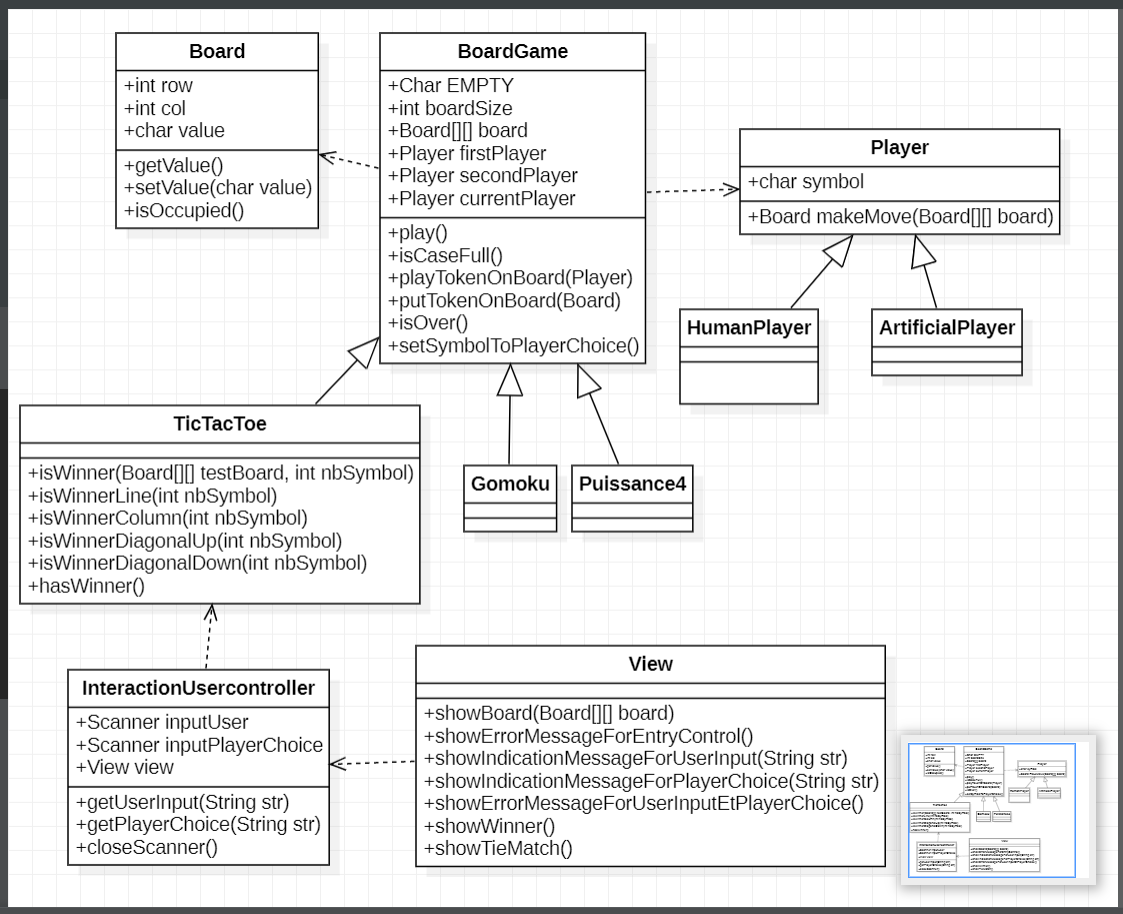 Board
+int row
+int col
+char value
+getValue()
+setValue(char value)
+isOccupied()
BoardGame
+Char EMPTY
+int boardSize
+Board[][] board
+Player firstPlayer
+Player secondPlayer
+Player currentPlayer
+play()
+isCaseFull()
+playTokenOnBoard(Player)
+putTokenOnBoard(Board)
+isOver()
+setSymbolToPlayerChoice()
Player
+char symbol
+Board makeMove(Board[][] board)
HumanPlayer
ArtificialPlayer
TicTacToe
+isWinner(Board[][] testBoard, int nbSymbol)
+isWinnerLine(int nbSymbol)
+isWinnerColumn(int nbSymbol)
+isWinnerDiagonalUp(int nbSymbol)
+isWinnerDiagonalDown(int nbSymbol)
+hasWinner()
Gomoku
Puissance4
InteractionUsercontroller
+Scanner inputUser
+Scanner inputPlayerChoice
+View view
+getUserInput(String str)
+getPlayerChoice(String str)
+closeScanner()
View
+showBoard(Board[][] board)
+showErrorMessageForEntryControl()
+showIndicationMessageForUserInput(String str)
+showIndicationMessageForPlayerChoice(String str)
+showErrorMessageForUserInputEtPlayerChoice()
+showWinner()
+showTieMatch()